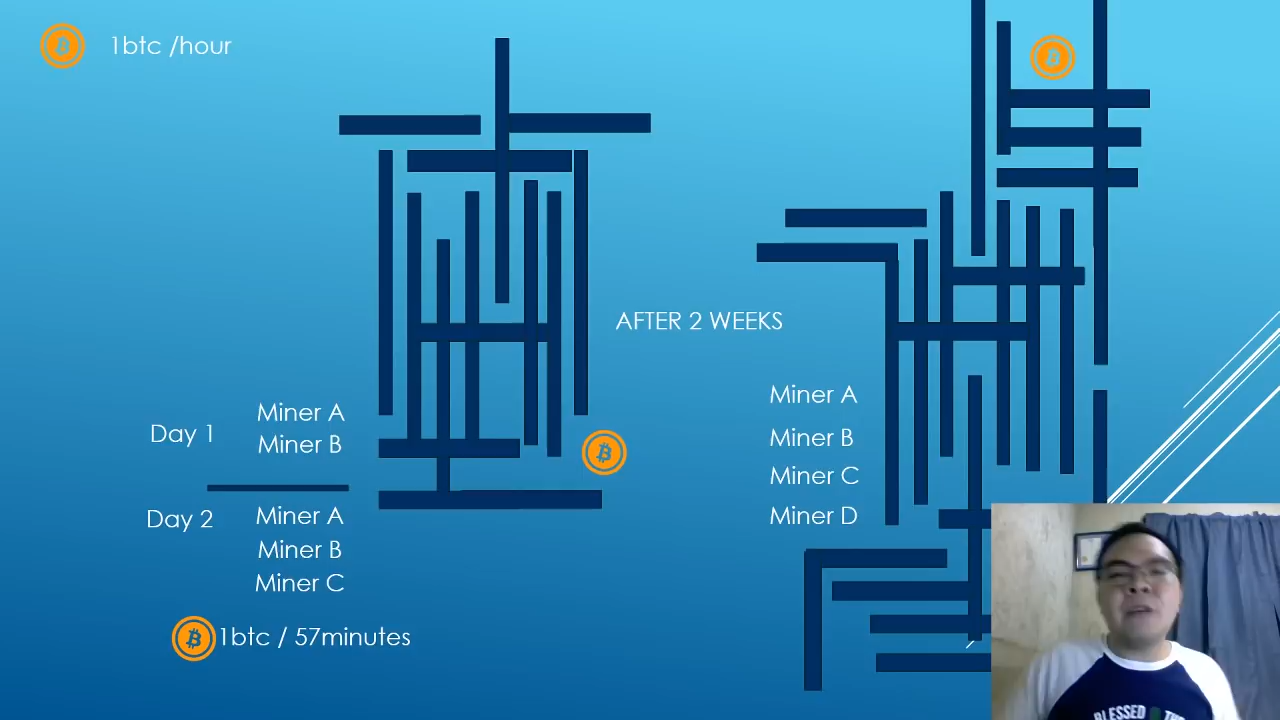 1btc /hour
AFTER 2 WEEKS
Day 1
Miner A
Miner B
Day 2
Miner A
Miner B
Miner C
1btc / 57minutes
Miner A
Miner B
Miner C
Miner D
BLESSED